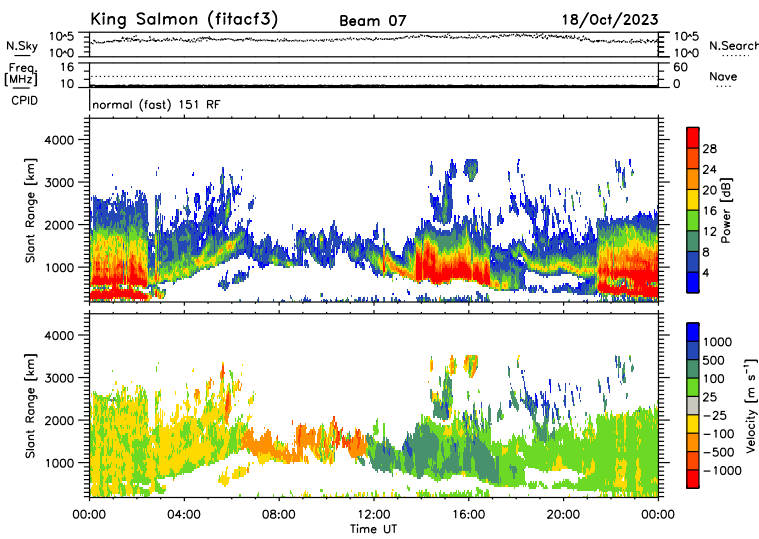 King Salmon (fitacf3) Beam 07 18/Oct/2023
N.Sky 10^5 10^5 N.Search
10^0 10^0
Freq. [MHz] 16 60 Nave
10 0
CPID normal (fast) 151 RF
Slant Range [km]
4000
3000
2000
1000
Power [dB]
28
24
20
16
12
8
4
Slant Range [km]
4000
3000
2000
1000
Velocity [m s⁻¹]
1000
500
100
25
−25
−100
−500
−1000
00:00 04:00 08:00 12:00 16:00 20:00 00:00
Time UT